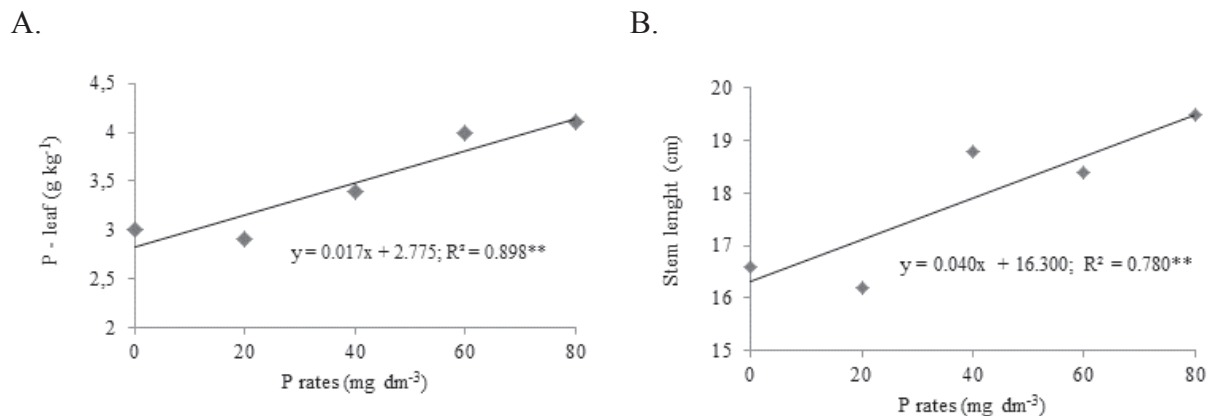 A.
4,5
4
3,5
3
2,5
2
P - leaf (g kg⁻¹)
y = 0.017x + 2.775; R² = 0.898**
0 20 40 60 80
P rates (mg dm⁻³)
B.
20
19
18
17
16
15
Stem lenght (cm)
y = 0.040x + 16.300; R² = 0.780**
0 20 40 60 80
P rates (mg dm⁻³)